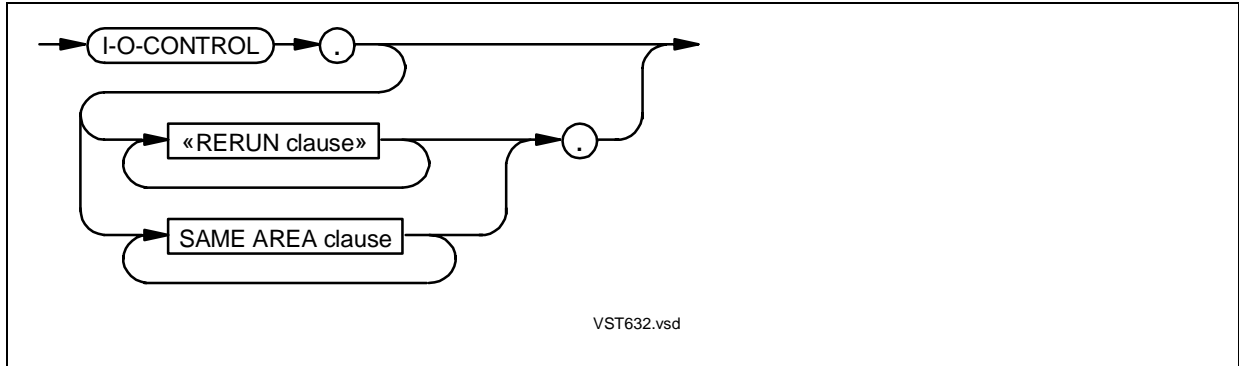 I-O-CONTROL .
«RERUN clause» .
SAME AREA clause
VST632.vsd